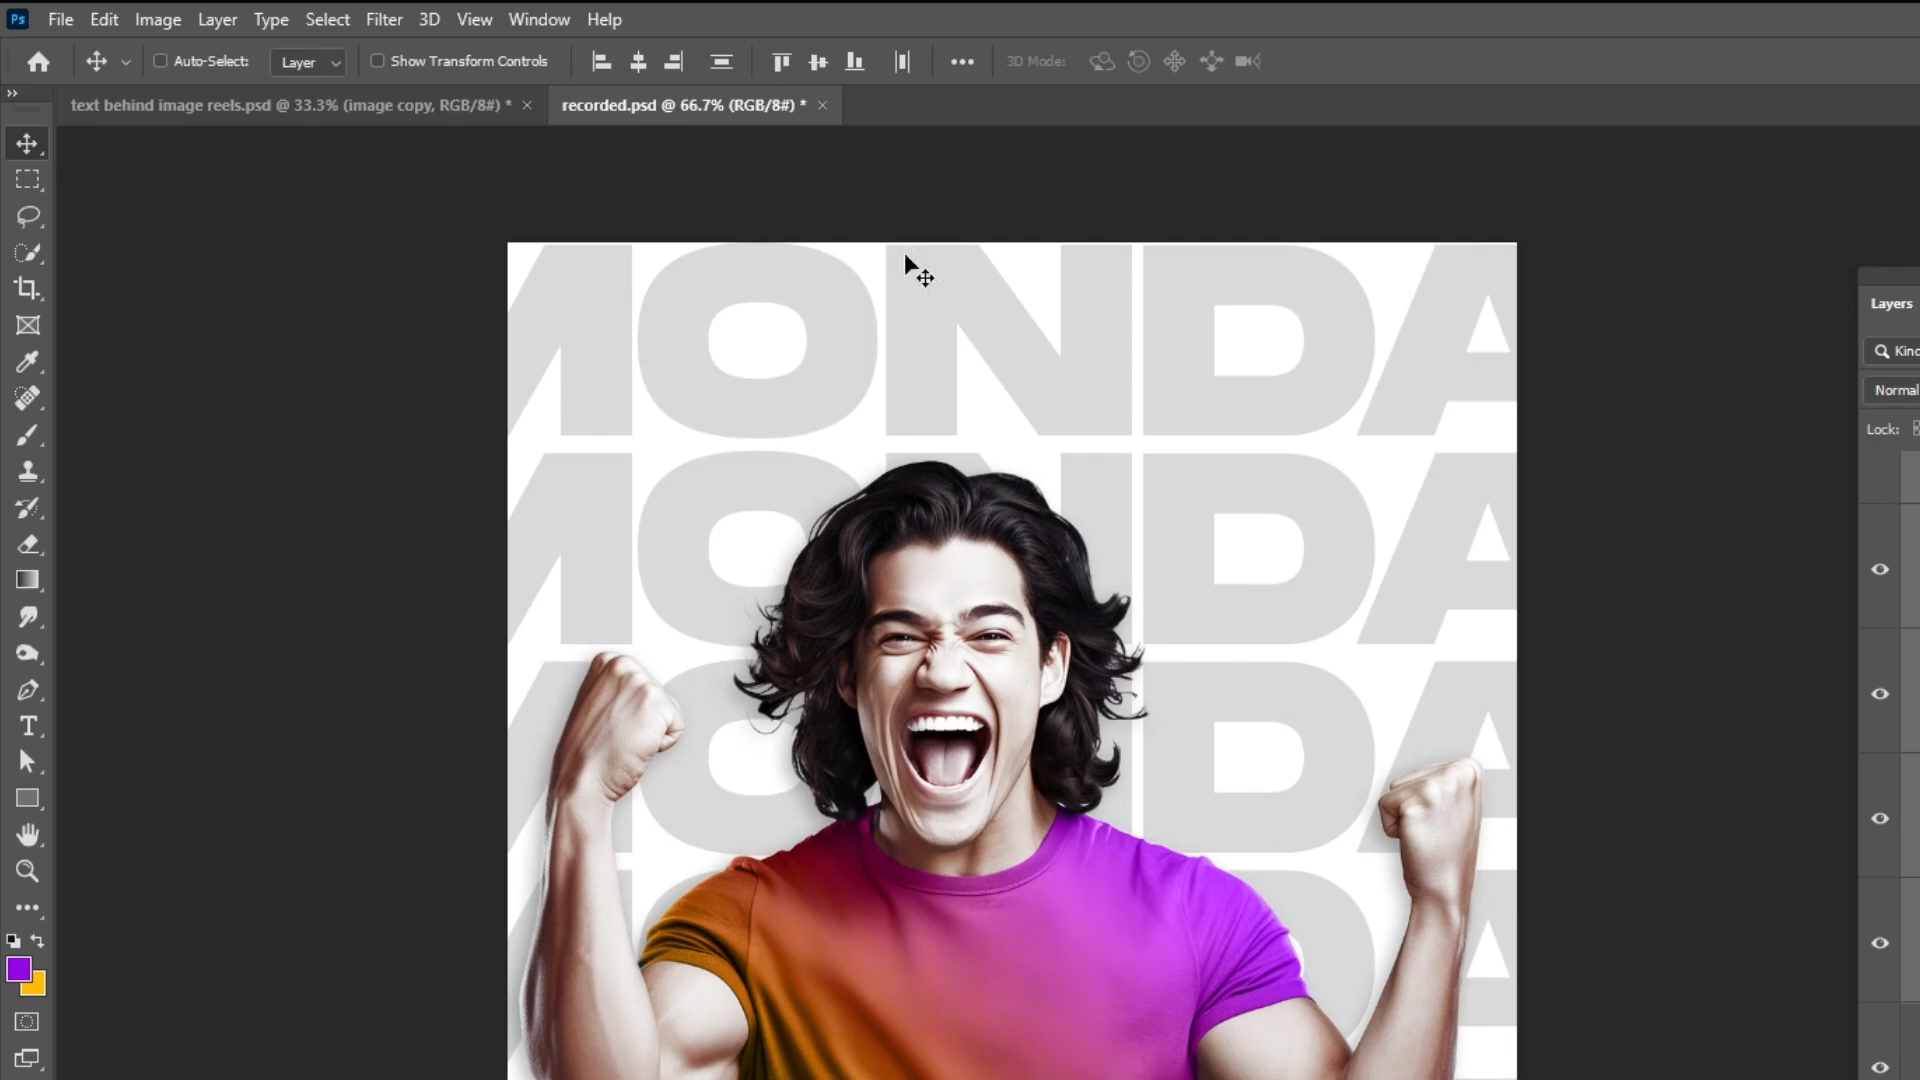 Ps File Edit Image Layer Type Select Filter 3D View Window Help
Auto-Select: Layer Show Transform Controls 3D Mode:
text behind image reels.psd @ 33.3% (image copy, RGB/8#) * × recorded.psd @ 66.7% (RGB/8#) * ×
MONDA
MONDA
MONDA
DA
Layers
Kind
Normal
Lock:
T